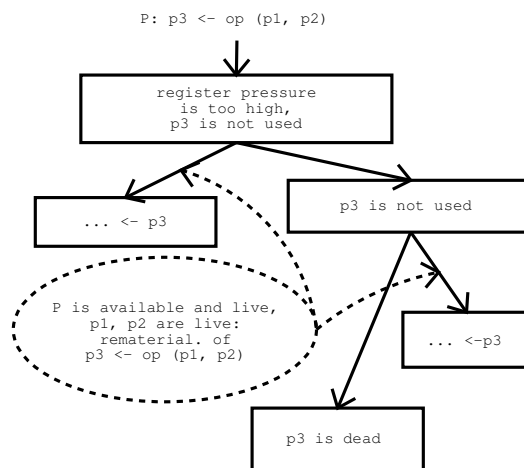 P: p3 <- op (p1, p2)
register pressure
is too high,
p3 is not used
p3 is not used
... <- p3
P is available and live,
p1, p2 are live:
rematerial. of
p3 <- op (p1, p2)
... <-p3
p3 is dead